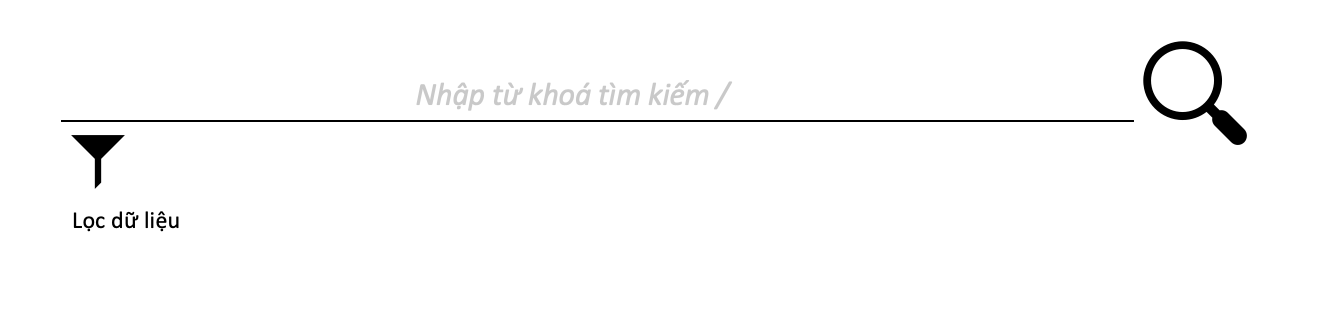 Nhập từ khoá tìm kiếm /
Lọc dữ liệu